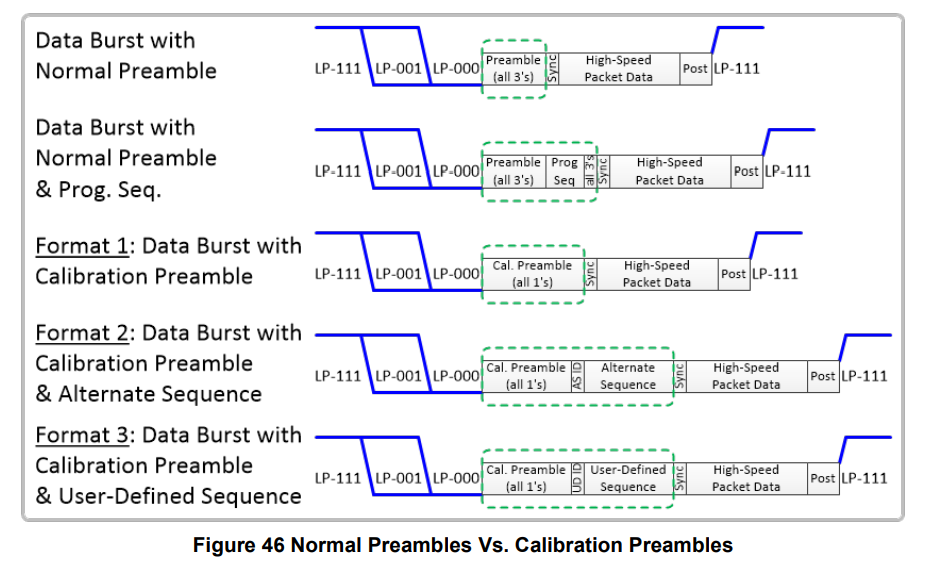 Data Burst with
Normal Preamble
LP-111 LP-001 LP-000 Preamble (all 3's) Sync High-Speed Packet Data Post LP-111
Data Burst with
Normal Preamble
& Prog. Seq.
LP-111 LP-001 LP-000 Preamble (all 3's) Prog Seq all 3's Sync High-Speed Packet Data Post LP-111
Format 1: Data Burst with
Calibration Preamble
LP-111 LP-001 LP-000 Cal. Preamble (all 1's) Sync High-Speed Packet Data Post LP-111
Format 2: Data Burst with
Calibration Preamble
& Alternate Sequence
LP-111 LP-001 LP-000 Cal. Preamble (all 1's) AS ID Alternate Sequence Sync High-Speed Packet Data Post LP-111
Format 3: Data Burst with
Calibration Preamble
& User-Defined Sequence
LP-111 LP-001 LP-000 Cal. Preamble (all 1's) UD ID User-Defined Sequence Sync High-Speed Packet Data Post LP-111
Figure 46 Normal Preambles Vs. Calibration Preambles